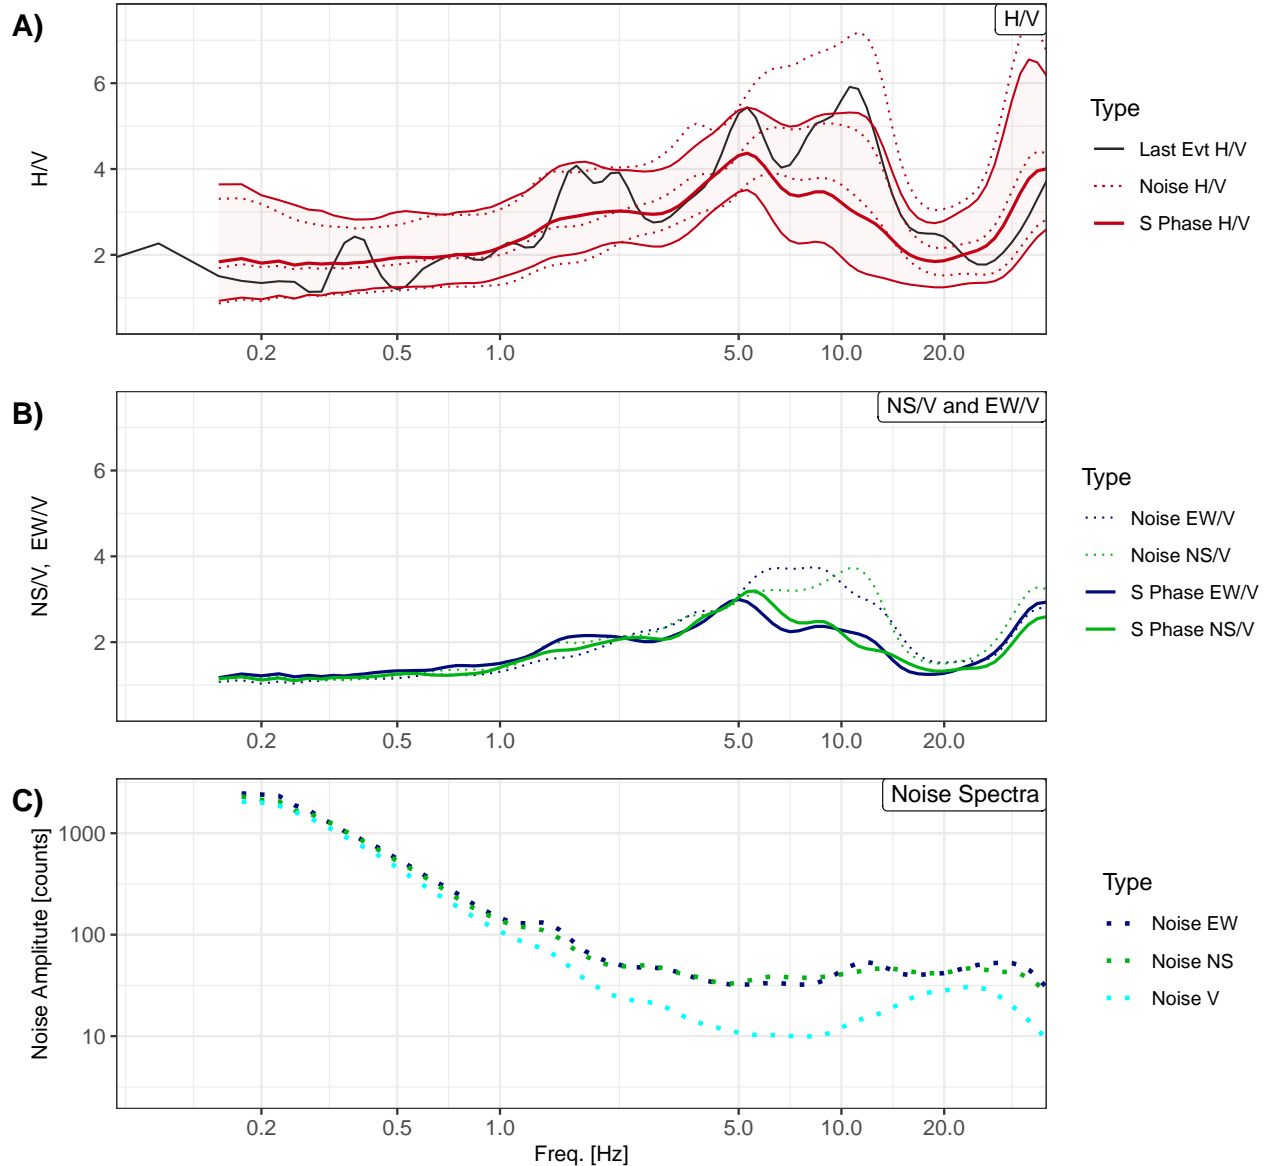 A)
H/V
H/V
6
4
2
0.2 0.5 1.0 5.0 10.0 20.0
Type
Last Evt H/V
Noise H/V
S Phase H/V
B)
NS/V and EW/V
NS/V, EW/V
6
4
2
0.2 0.5 1.0 5.0 10.0 20.0
Type
Noise EW/V
Noise NS/V
S Phase EW/V
S Phase NS/V
C)
Noise Spectra
Noise Amplitute [counts]
1000
100
10
0.2 0.5 1.0 5.0 10.0 20.0
Freq. [Hz]
Type
Noise EW
Noise NS
Noise V